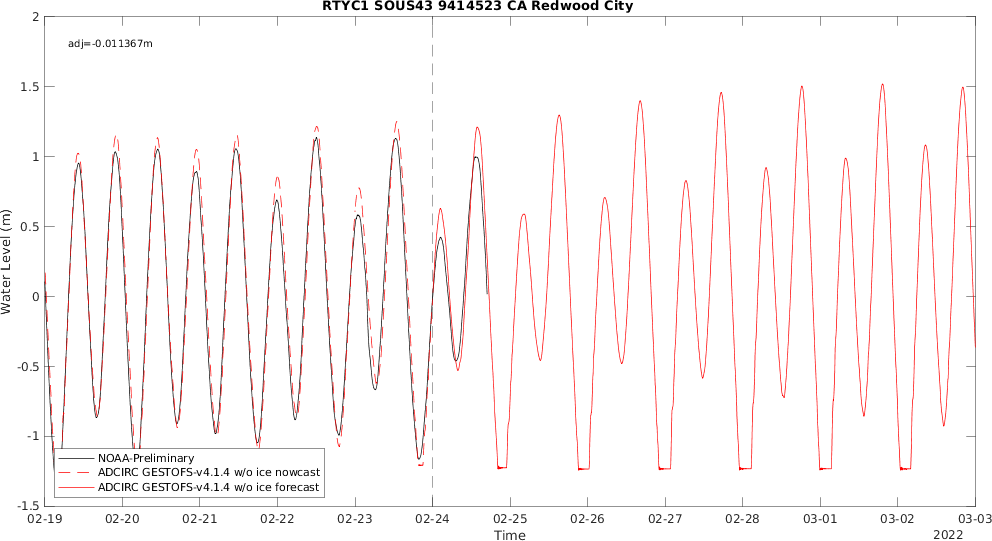 RTYC1 SOUS43 9414523 CA Redwood City
adj=-0.011367m
Water Level (m)
2
1.5
1
0.5
0
-0.5
-1
-1.5
NOAA-Preliminary
ADCIRC GESTOFS-v4.1.4 w/o ice nowcast
ADCIRC GESTOFS-v4.1.4 w/o ice forecast
02-19 02-20 02-21 02-22 02-23 02-24 02-25 02-26 02-27 02-28 03-01 03-02 03-03
Time
2022